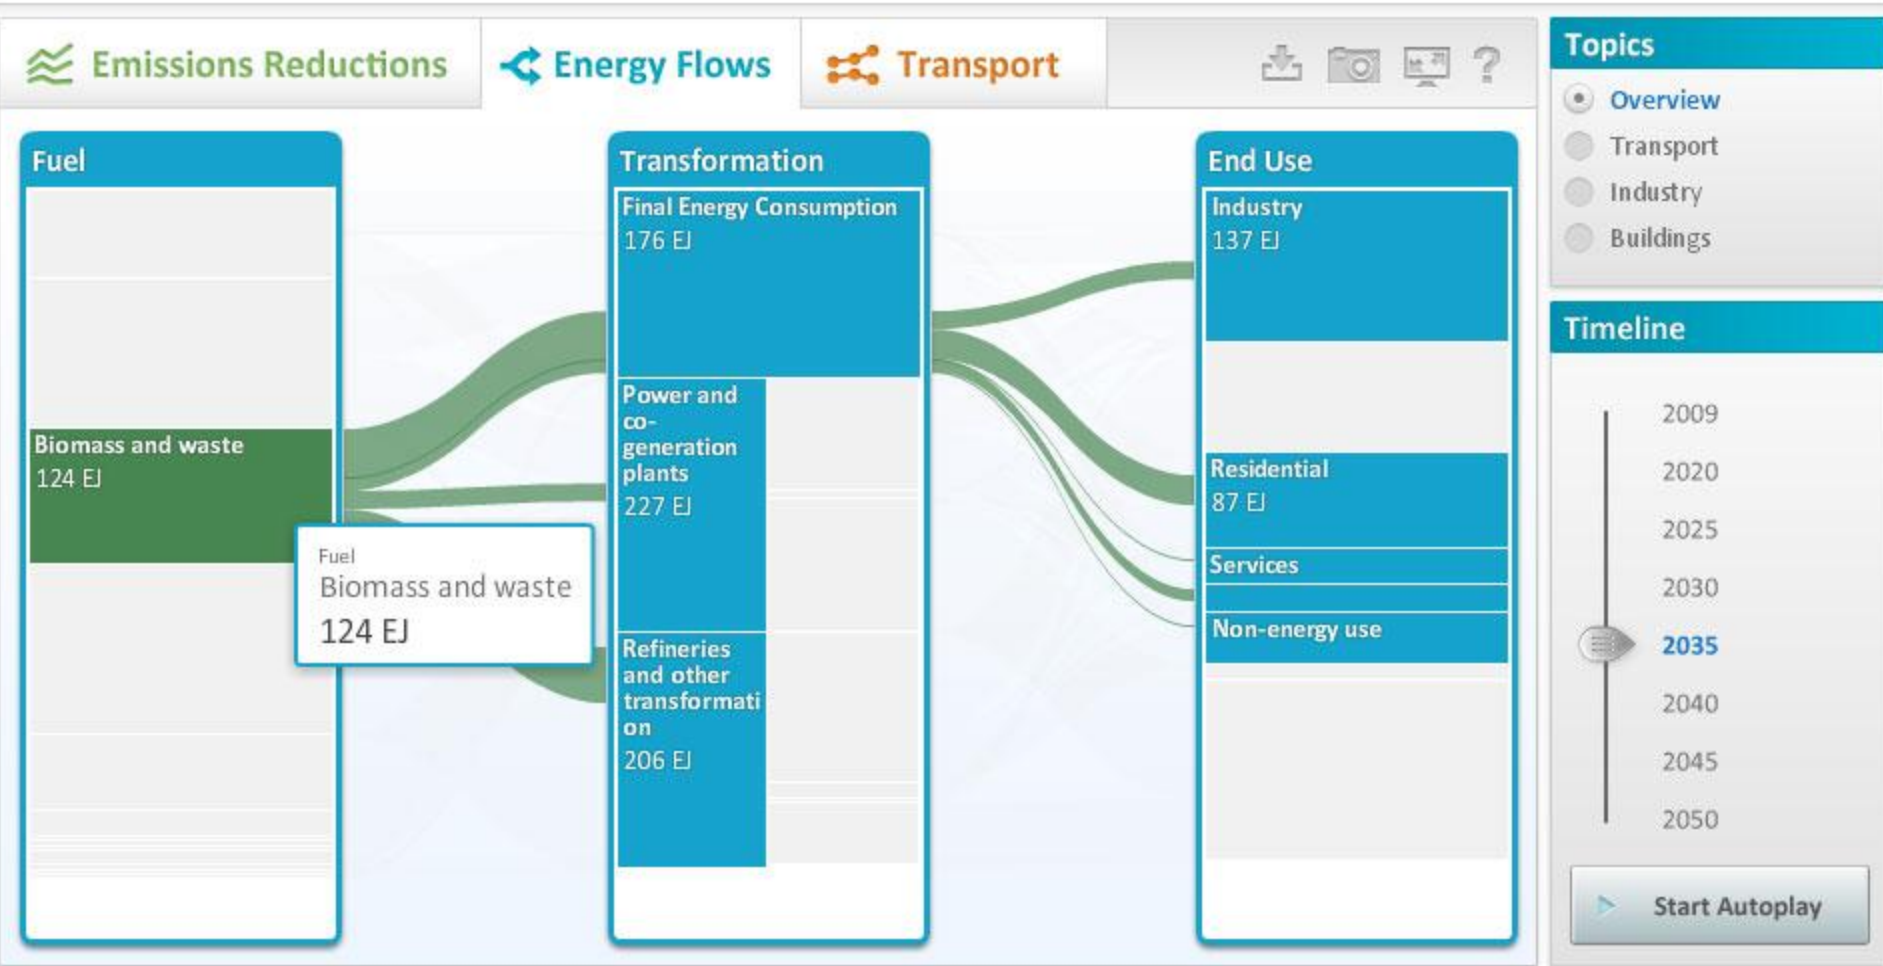 Emissions Reductions
Energy Flows
Transport
?
Fuel
Biomass and waste
124 EJ
Fuel
Biomass and waste
124 EJ
Transformation
Final Energy Consumption
176 EJ
Power and
co-
generation
plants
227 EJ
Refineries
and other
transformati
on
206 EJ
End Use
Industry
137 EJ
Residential
87 EJ
Services
Non-energy use
Topics
Overview
Transport
Industry
Buildings
Timeline
2009
2020
2025
2030
2035
2040
2045
2050
Start Autoplay